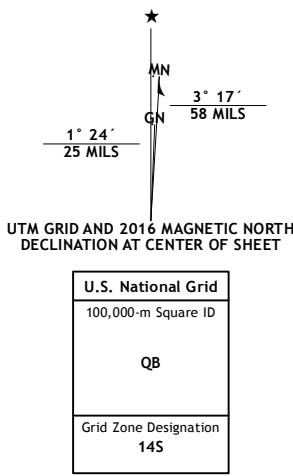 ★
MN
GN
3° 17´
58 MILS
1° 24´
25 MILS
UTM GRID AND 2016 MAGNETIC NORTH
DECLINATION AT CENTER OF SHEET
U.S. National Grid
100,000-m Square ID
QB
Grid Zone Designation
14S